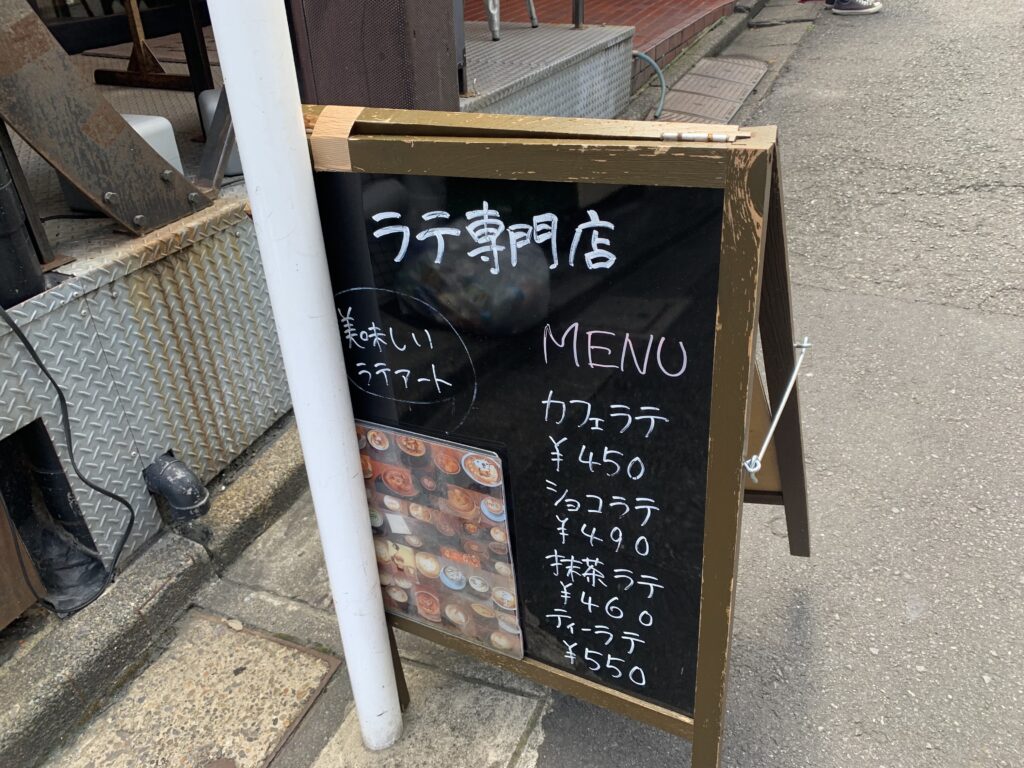 ラテ専門店
美味しい
ラテアート
MENU
カフェラテ
¥450
ショコラテ
¥490
抹茶ラテ
¥460
ティーラテ
¥550